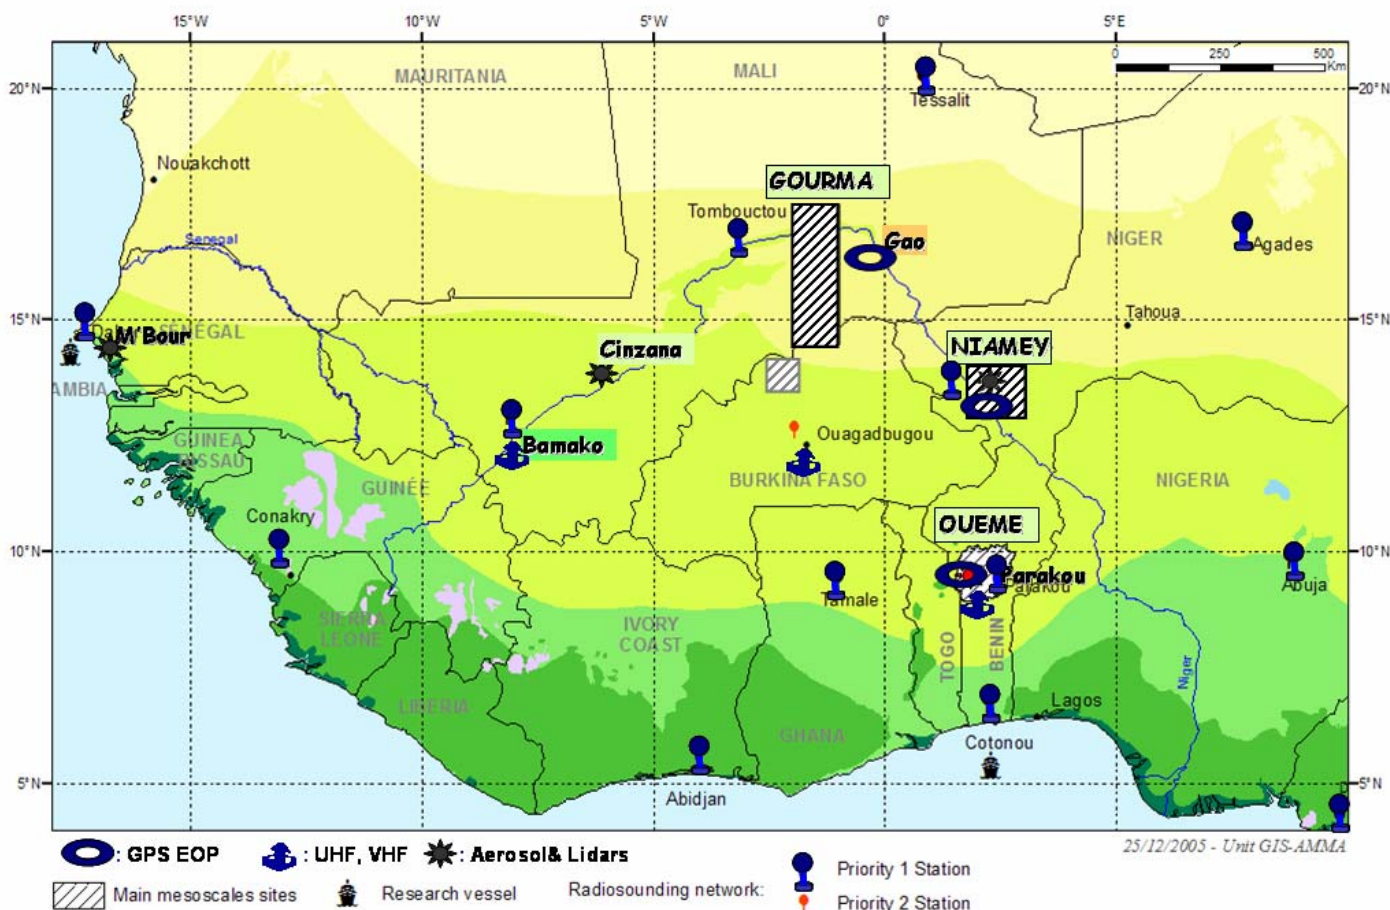 15°W 10°W 5°W 0° 5°E
0 250 500
Km
MAURITANIA
MALI
20°N
20°N
Tessalit
Nouakchott
GOURMA
Tombouctou
Senegal
Gao
NIGER
Agades
Tahoua
15°N
15°N
SÉNÉGAL
M'Bour
Cinzana
NIAMEY
AMBIA
Ouagadougou
Bamako
GUINEA
BISSAU
GUINÉE
BURKINA FASO
NIGERIA
Conakry
OUEME
10°N
10°N
Parakou
Parakou
Tamale
Abuja
SIERRA
LEONE
IVORY
COAST
TOGO
BENIN
Niger
LIBERIA
Lagos
GHANA
Cotonou
5°N
5°N
Abidjan
25/12/2005 - Unit GIS-AMMA
: GPS EOP : UHF, VHF : Aerosol& Lidars
Main mesoscales sites Research vessel Radiosounding network: Priority 1 Station
Priority 2 Station